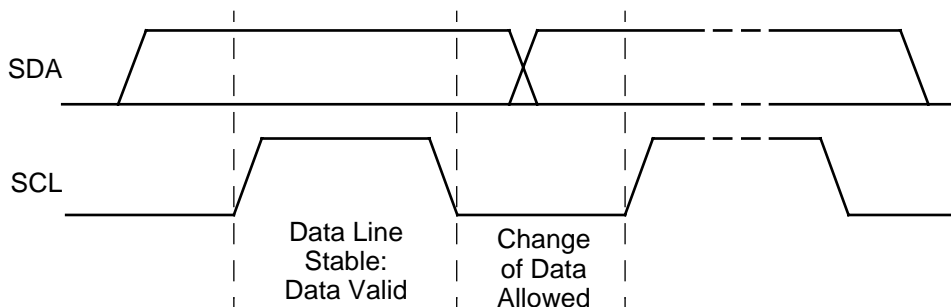 SDA
SCL
Data Line
Stable:
Data Valid
Change
of Data
Allowed